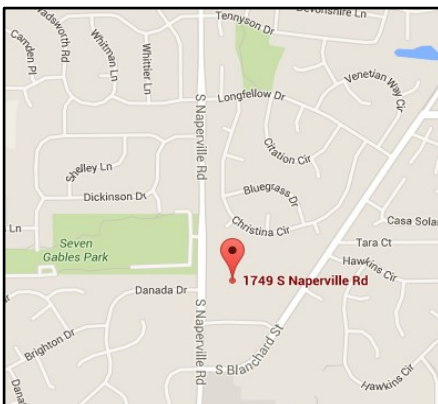 Tennyson Dr
Devonshire Ln
Wadsworth Rd
Camden Pl
Whitman Ln
Whittier Ln
Venetian Way Cir
Longfellow Dr
S Naperville Rd
Citation Cir
Shelley Ln
Bluegrass Dr
Dickinson Dr
Christina Cir
Casa Solana
s Ln
Tara Ct
Seven
Gables Park
Hawkins Cir
1749 S Naperville Rd
Danada Dr
S Naperville Rd
Brighton Dr
S Blanchard St
Hawkins Cir
Dana